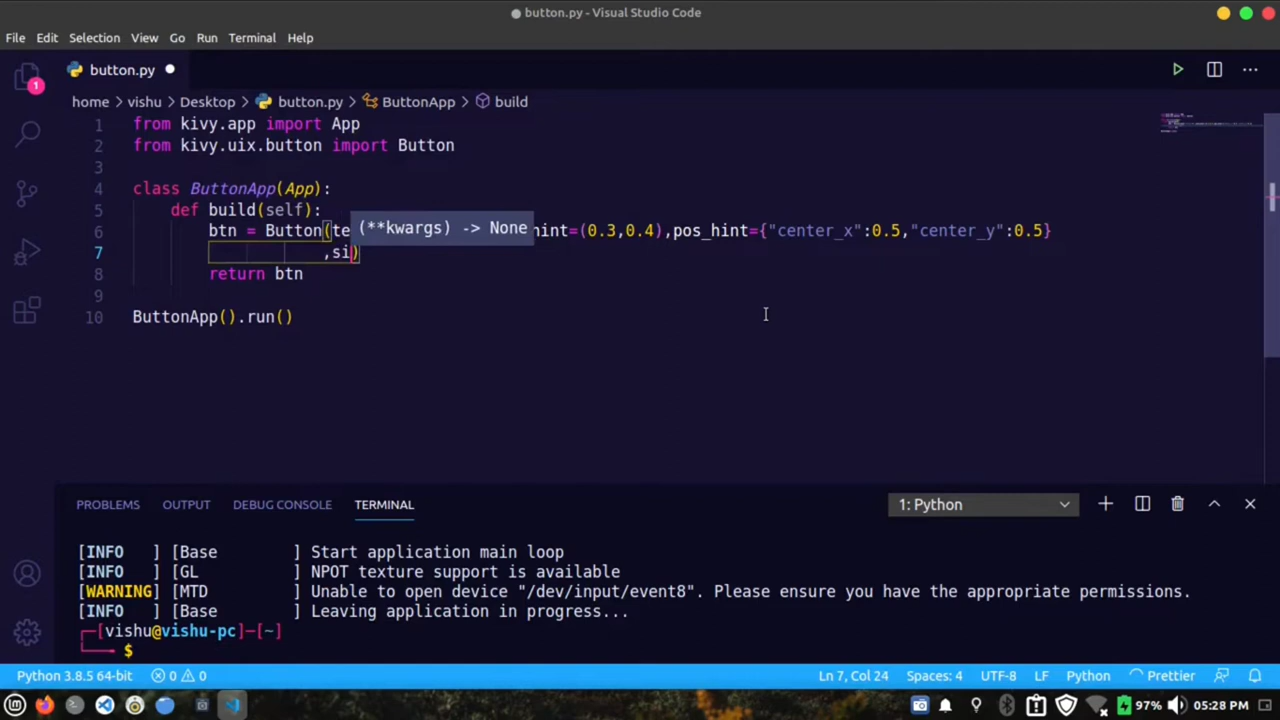 button.py - Visual Studio Code
File Edit Selection View Go Run Terminal Help
button.py
1
home > vishu > Desktop > button.py > ButtonApp > build
1 from kivy.app import App
2 from kivy.uix.button import Button
3
4 class ButtonApp(App):
5 def build(self):
(**kwargs) -> None
6 btn = Button(te hint=(0.3,0.4),pos_hint={"center_x":0.5,"center_y":0.5}
7 ,si)
8 return btn
9
10 ButtonApp().run()
PROBLEMS OUTPUT DEBUG CONSOLE TERMINAL 1: Python
[INFO ] [Base ] Start application main loop
[INFO ] [GL ] NPOT texture support is available
[WARNING] [MTD ] Unable to open device "/dev/input/event8". Please ensure you have the appropriate permissions.
[INFO ] [Base ] Leaving application in progress...
┌─[vishu@vishu-pc]─[~]
└──╼ $
Python 3.8.5 64-bit 0 0 Ln 7, Col 24 Spaces: 4 UTF-8 LF Python Prettier
97% 05:28 PM